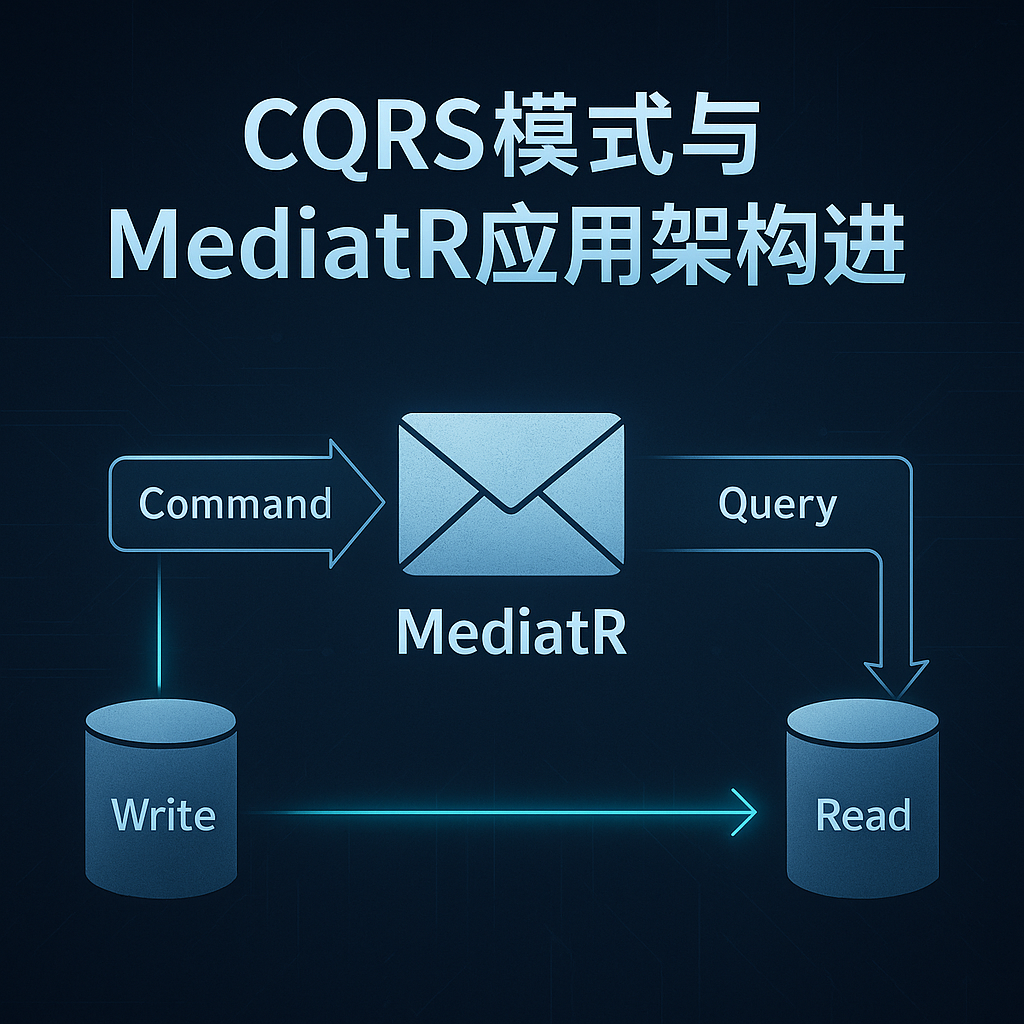 CQRS模式与
MediatR应用架构进
Command
Query
MediatR
Write
Read